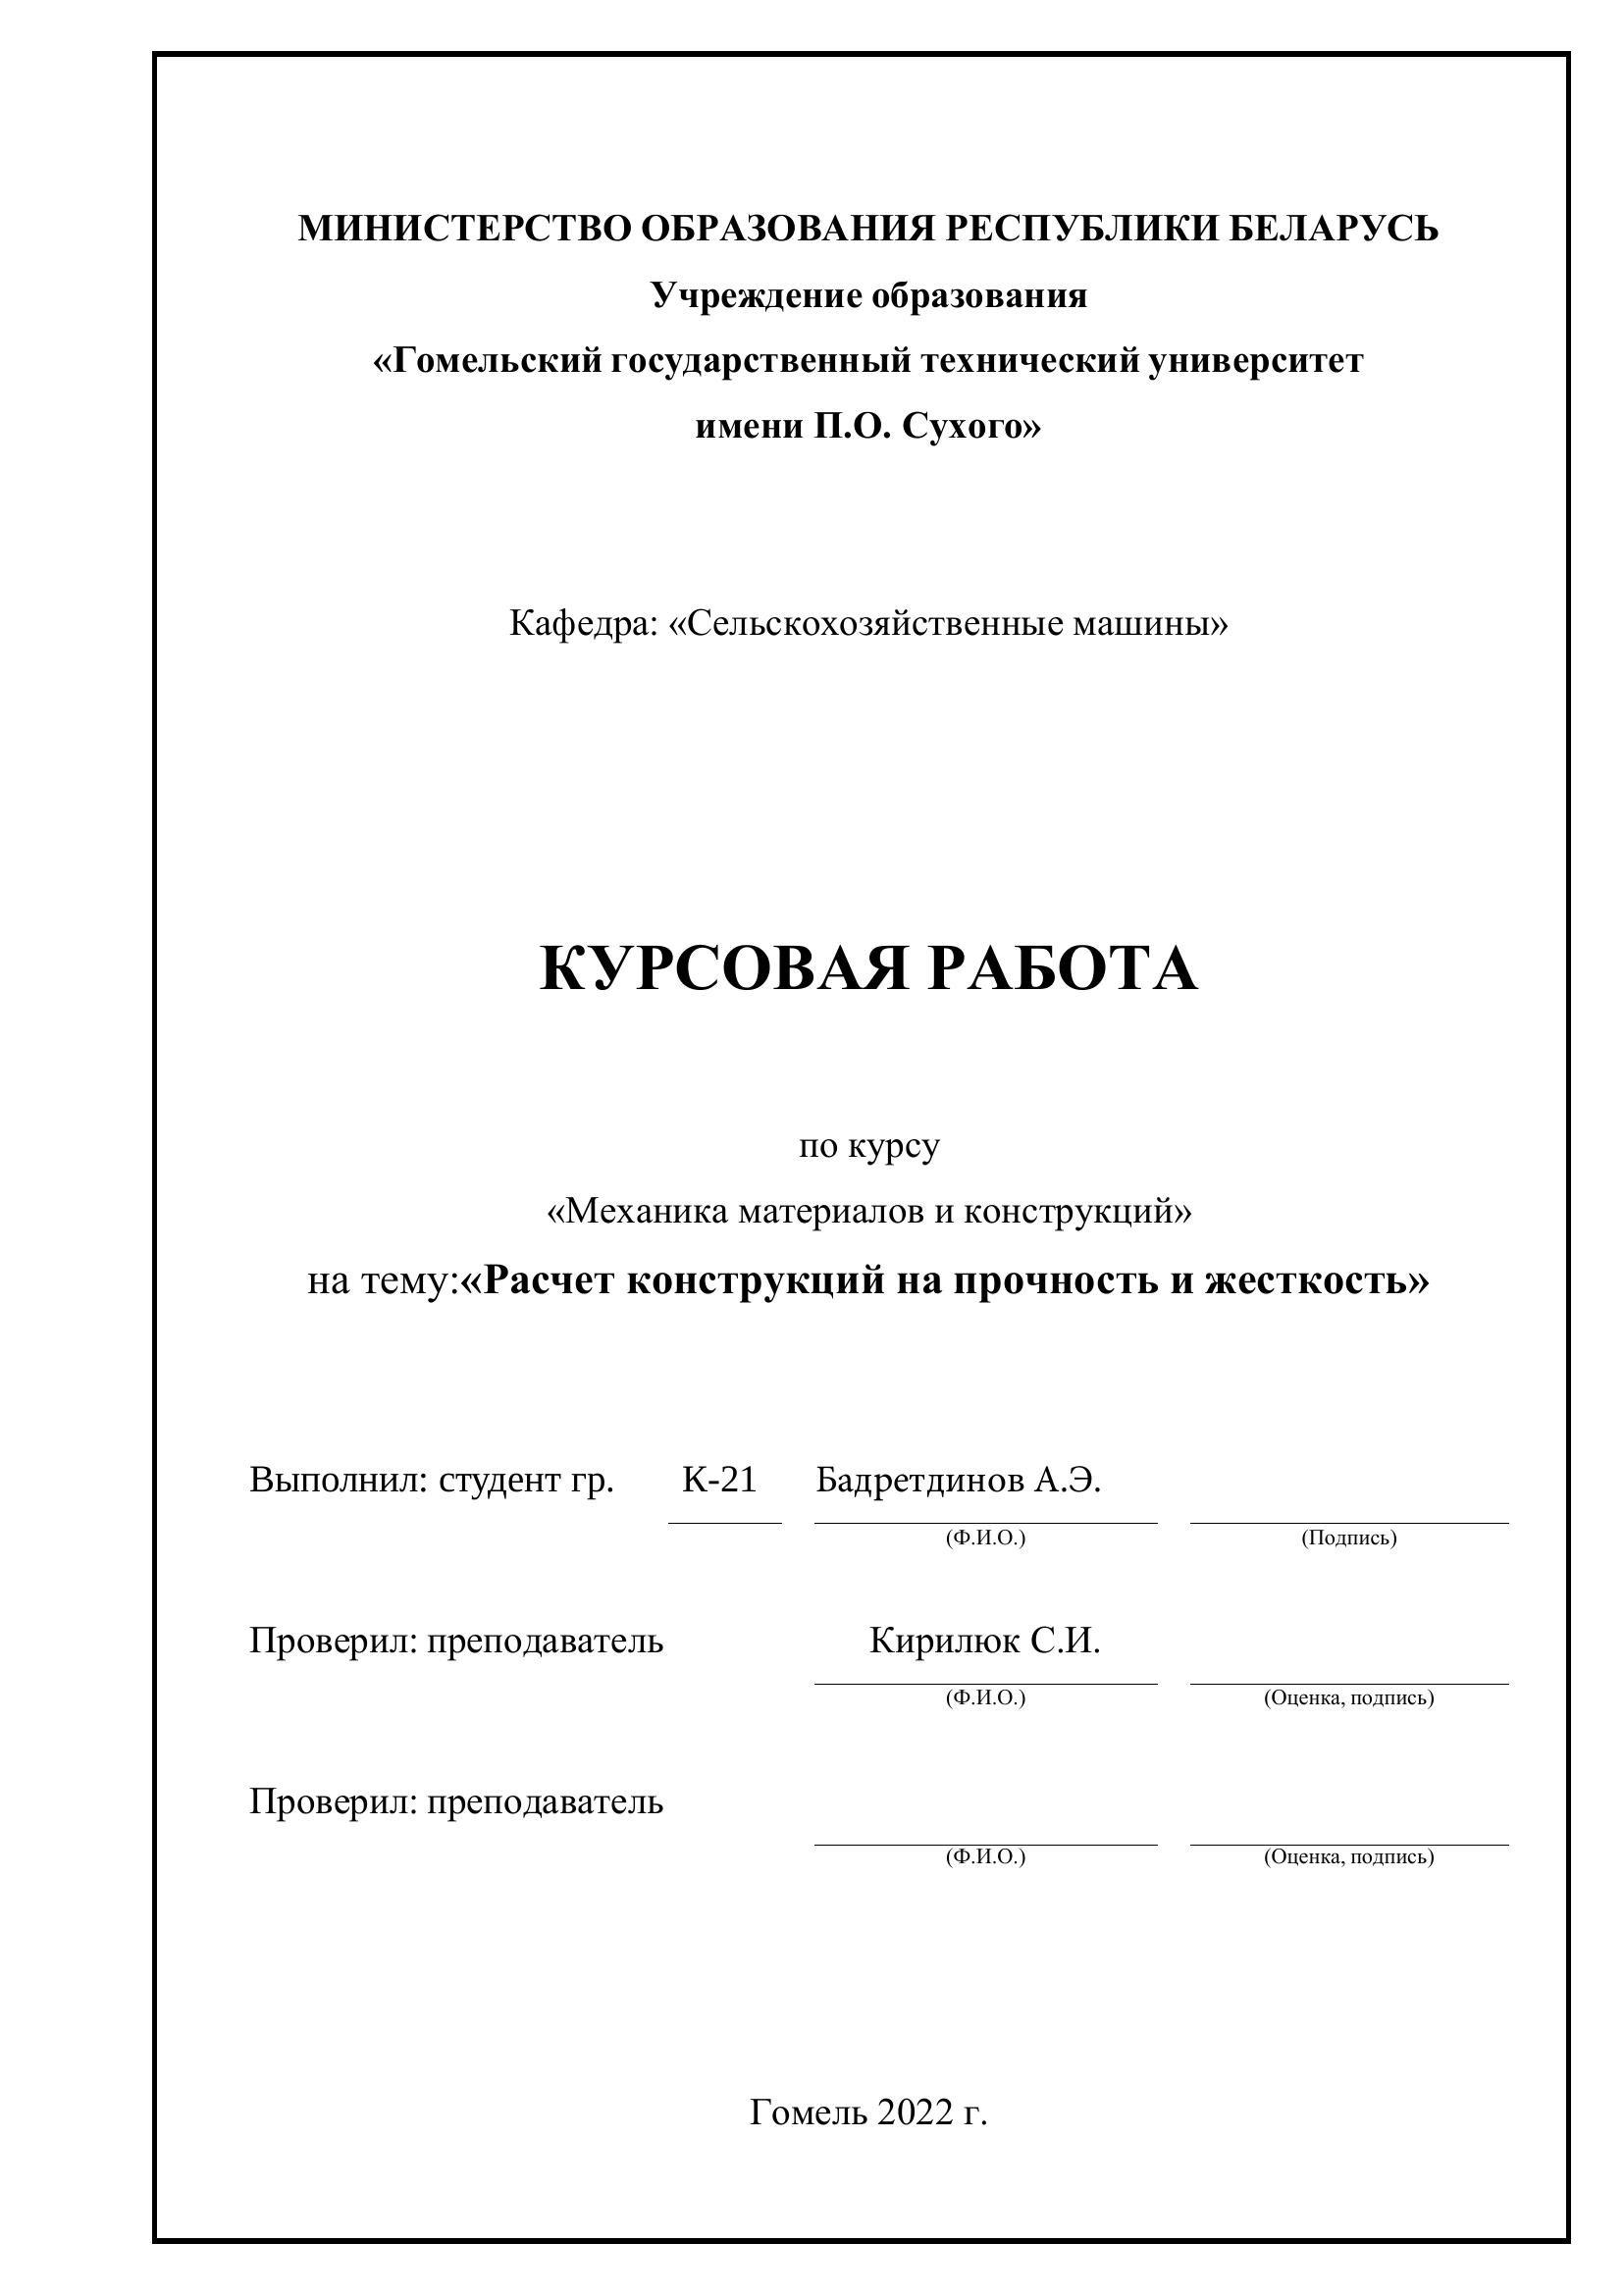 МИНИСТЕРСТВО ОБРАЗОВАНИЯ РЕСПУБЛИКИ БЕЛАРУСЬ
Учреждение образования
«Гомельский государственный технический университет
имени П.О. Сухого»
Кафедра: «Сельскохозяйственные машины»
КУРСОВАЯ РАБОТА
по курсу
«Механика материалов и конструкций»
на тему:«Расчет конструкций на прочность и жесткость»
Выполнил: студент гр. К-21 Бадретдинов А.Э.
(Ф.И.О.) (Подпись)
Проверил: преподаватель Кирилюк С.И.
(Ф.И.О.) (Оценка, подпись)
Проверил: преподаватель
(Ф.И.О.) (Оценка, подпись)
Гомель 2022 г.